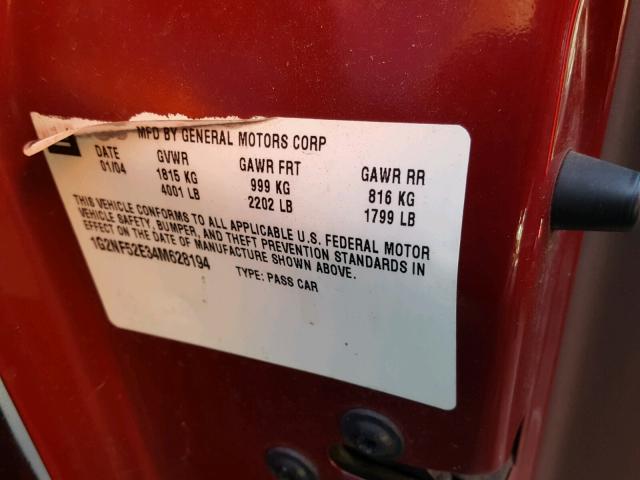 MFD BY GENERAL MOTORS CORP
DATE GVWR GAWR FRT GAWR RR
01/04 1815 KG 999 KG 816 KG
4001 LB 2202 LB 1799 LB
THIS VEHICLE CONFORMS TO ALL APPLICABLE U.S. FEDERAL MOTOR
VEHICLE SAFETY, BUMPER, AND THEFT PREVENTION STANDARDS IN
EFFECT ON THE DATE OF MANUFACTURE SHOWN ABOVE.
1G2NF52E34M628194 TYPE: PASS CAR